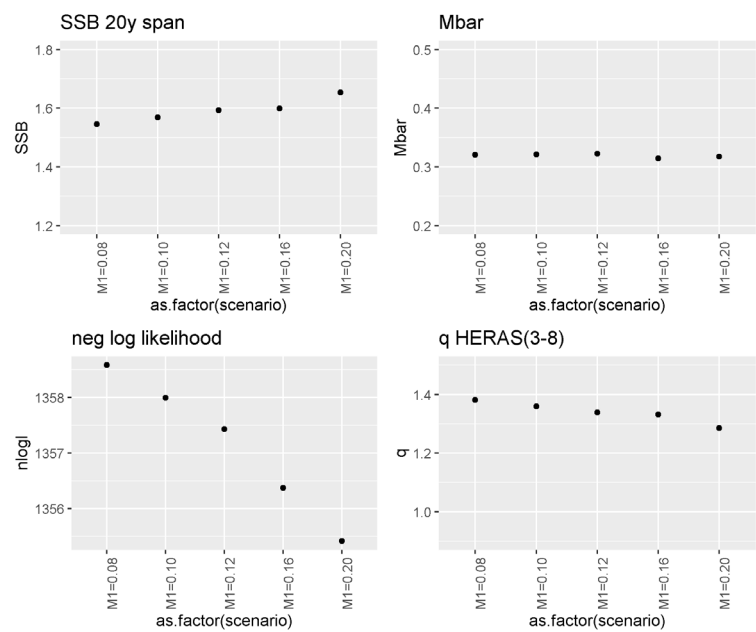 SSB 20y span
1.8
1.6
1.4
1.2
SSB
M1=0.08
M1=0.10
M1=0.12
M1=0.16
M1=0.20
as.factor(scenario)
Mbar
0.5
0.4
0.3
0.2
Mbar
M1=0.08
M1=0.10
M1=0.12
M1=0.16
M1=0.20
as.factor(scenario)
neg log likelihood
1358
1357
1356
nlogl
M1=0.08
M1=0.10
M1=0.12
M1=0.16
M1=0.20
as.factor(scenario)
q HERAS(3-8)
1.4
1.2
1.0
q
M1=0.08
M1=0.10
M1=0.12
M1=0.16
M1=0.20
as.factor(scenario)